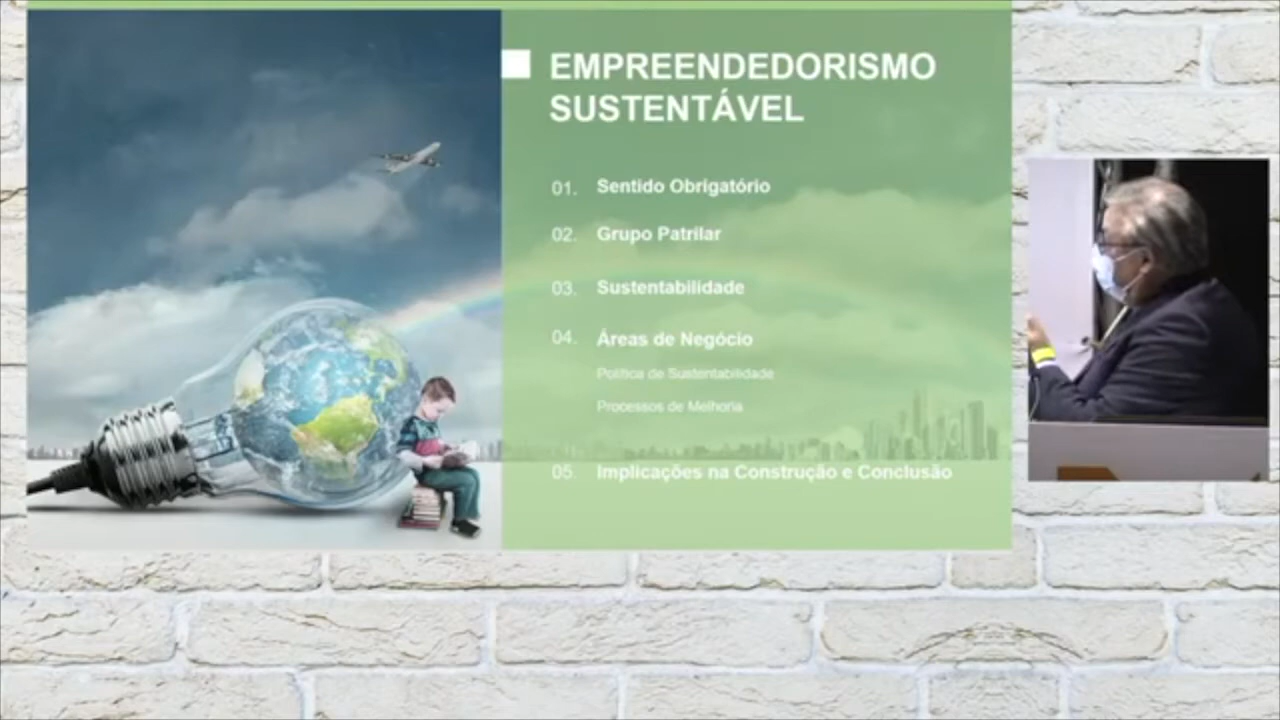 EMPREENDEDORISMO
SUSTENTÁVEL
01. Sentido Obrigatório
02. Grupo Patrilar
03. Sustentabilidade
04. Áreas de Negócio
Política de Sustentabilidade
Processos de Melhoria
05. Implicações na Construção e Conclusão